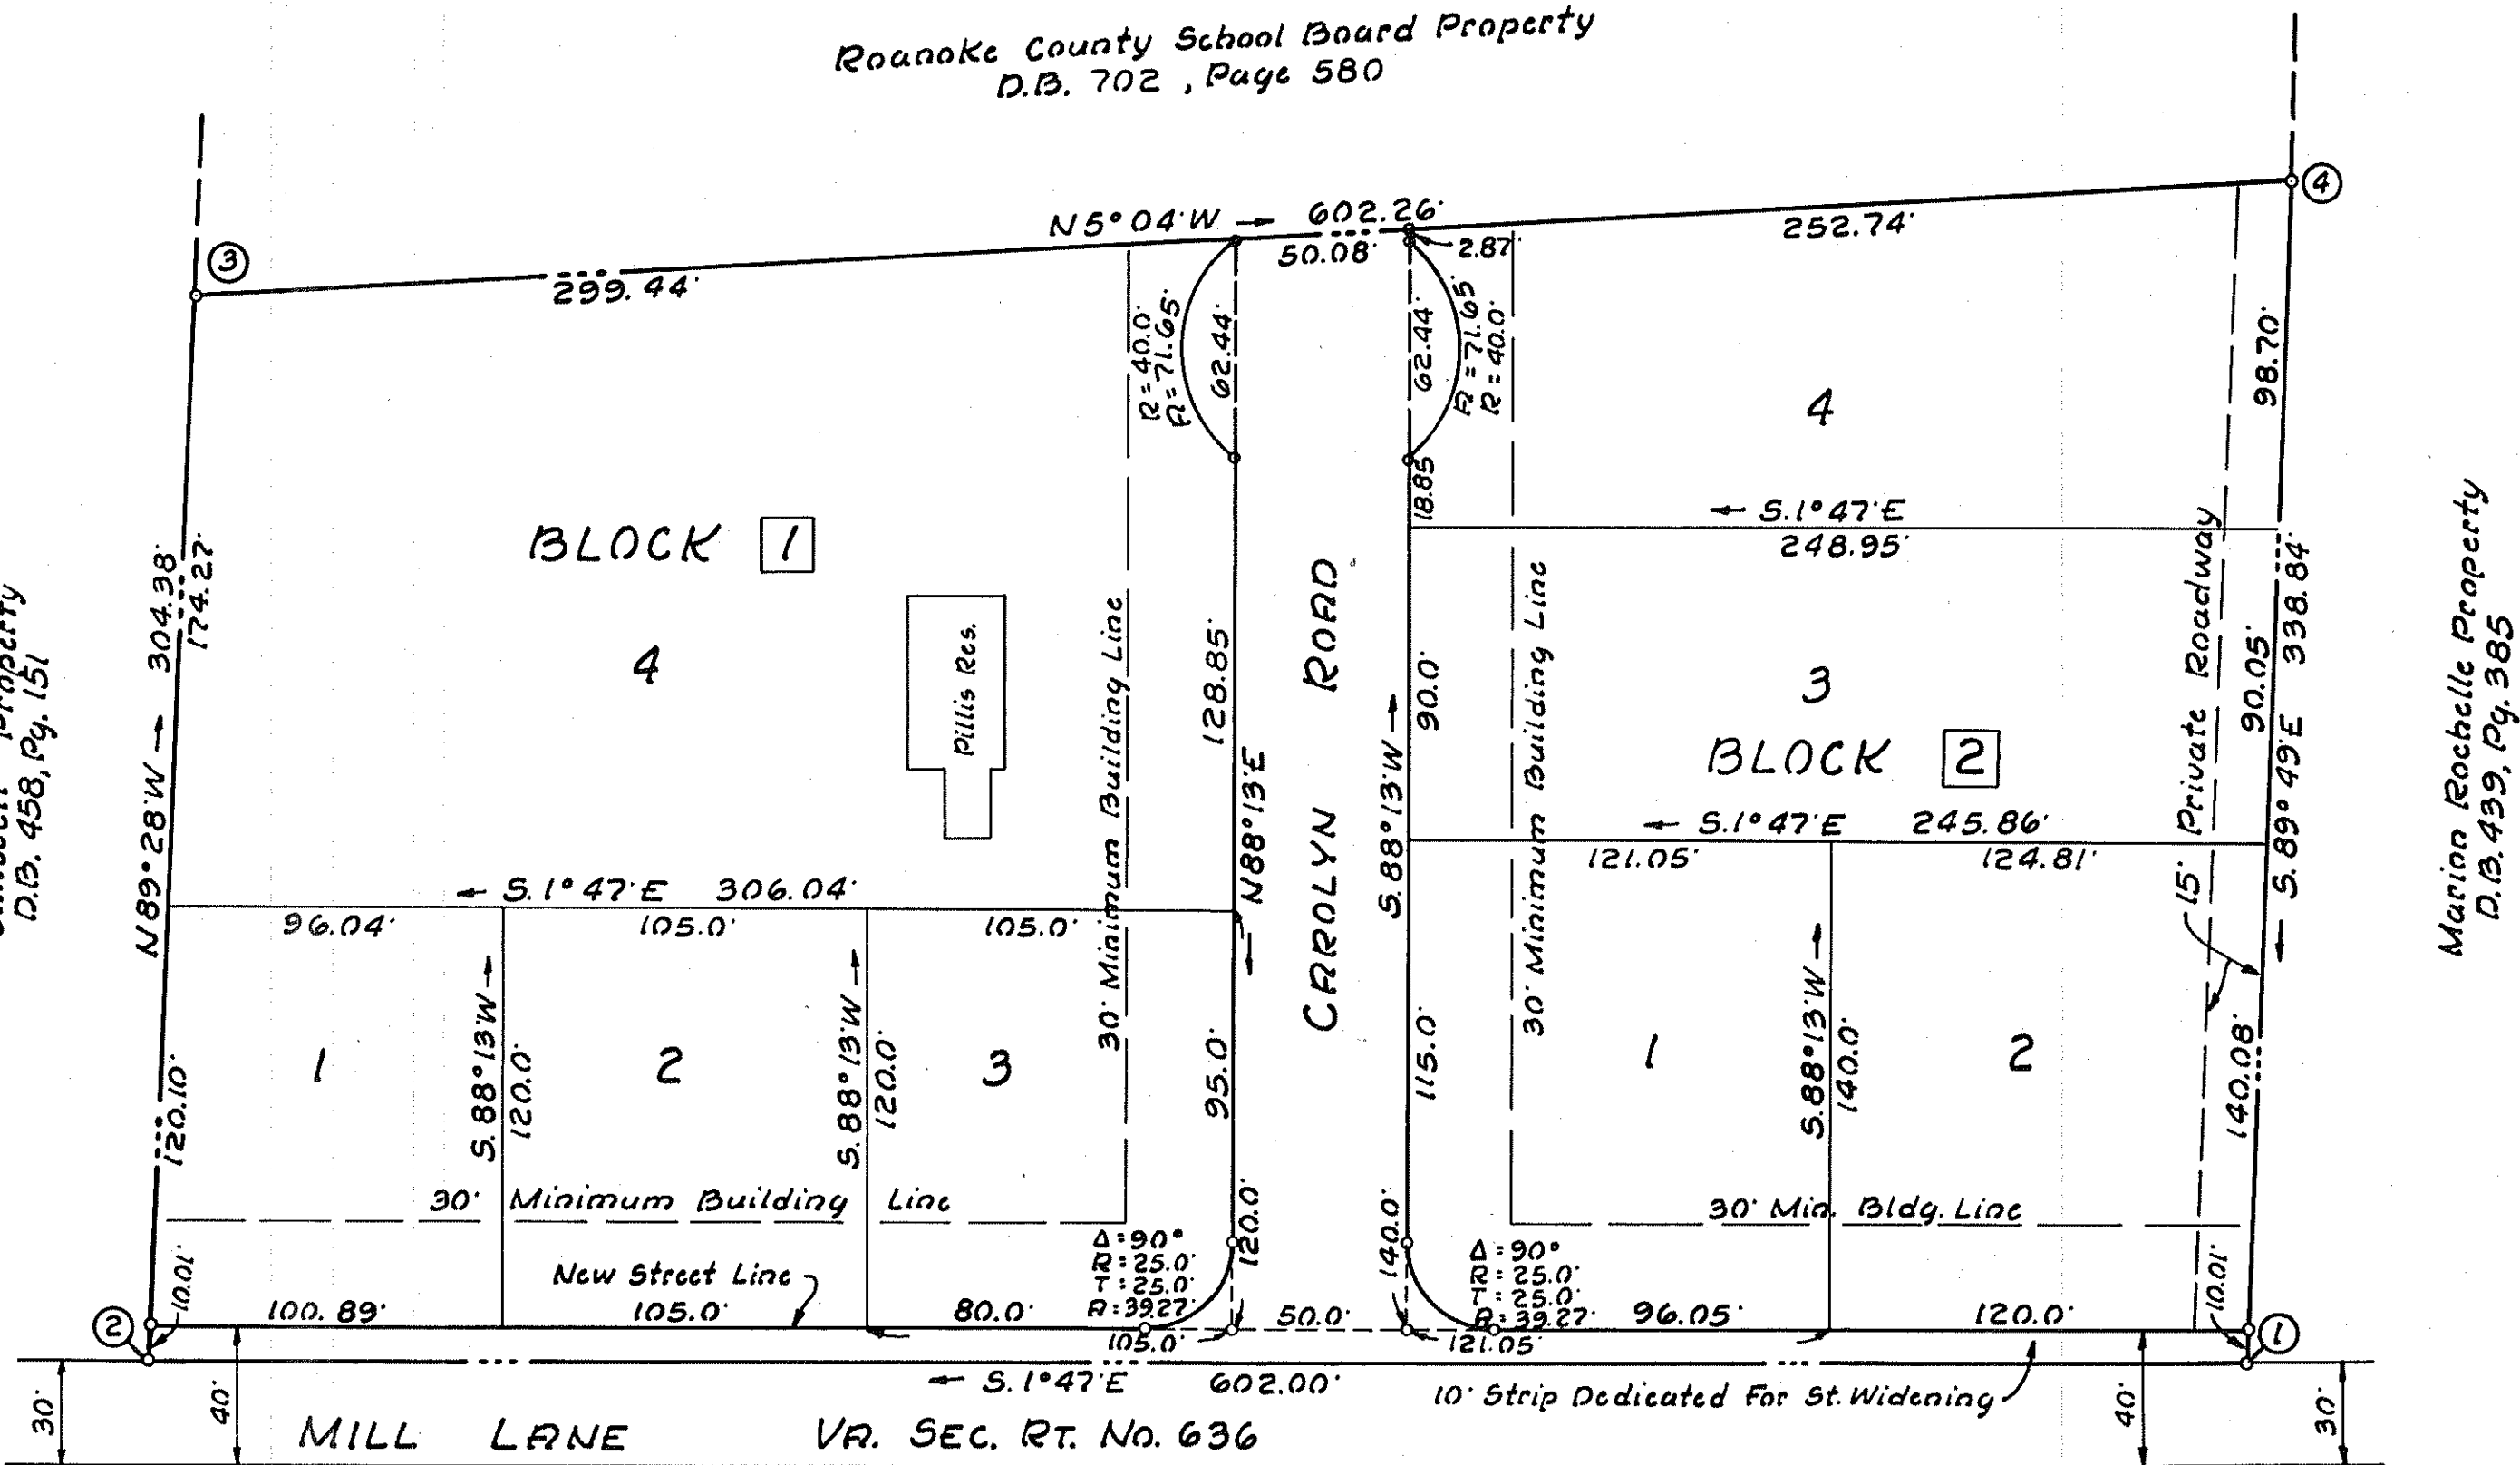 Roanoke County School Board Property
D.B. 702, Page 580
3
4
N 5° 04' W → 602.26'
299.44'
50.08'
2.87'
252.74'
R = 40.0'
A = 71.65'
62.44'
62.44'
A = 71.65'
R = 40.0'
18.85
98.70'
4
← S. 1° 47' E
248.95'
BLOCK 1
4
Pillis Res.
N 89° 28' W → 304.38'
174.27'
Property
D.B. 458, Pg. 151
30' Minimum Building Line
128.85'
N 88° 13' E
CAROLYN ROAD
S. 88° 13' W →
90.0'
30' Minimum Building Line
3
BLOCK 2
15' Private Roadway
90.05'
← S. 89° 49' E 338.84'
Marion Rochelle Property
D.B. 439, Pg. 385
← S. 1° 47' E 245.86'
121.05'
124.81'
← S. 1° 47' E 306.04'
96.04'
105.0'
105.0'
1
S. 88° 13' W →
120.0'
2
S. 88° 13' W →
120.0'
3
95.0'
115.0'
1
S. 88° 13' W →
140.0'
2
140.08'
120.10'
30' Minimum Building Line
30' Min. Bldg. Line
120.0'
140.0'
Δ = 90°
R = 25.0'
T = 25.0'
A = 39.27'
Δ = 90°
R = 25.0'
T = 25.0'
A = 39.27'
New Street Line
10.01'
10.01'
2
100.89'
105.0'
80.0'
105.0'
50.0'
121.05'
96.05'
120.0'
1
← S. 1° 47' E 602.00'
10' Strip Dedicated For St. Widening
30'
40'
40'
30'
MILL LANE VA. SEC. RT. No. 636